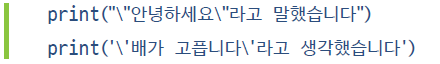 print("\"안녕하세요\"라고 말했습니다")
print('\'배가 고픕니다\'라고 생각했습니다')